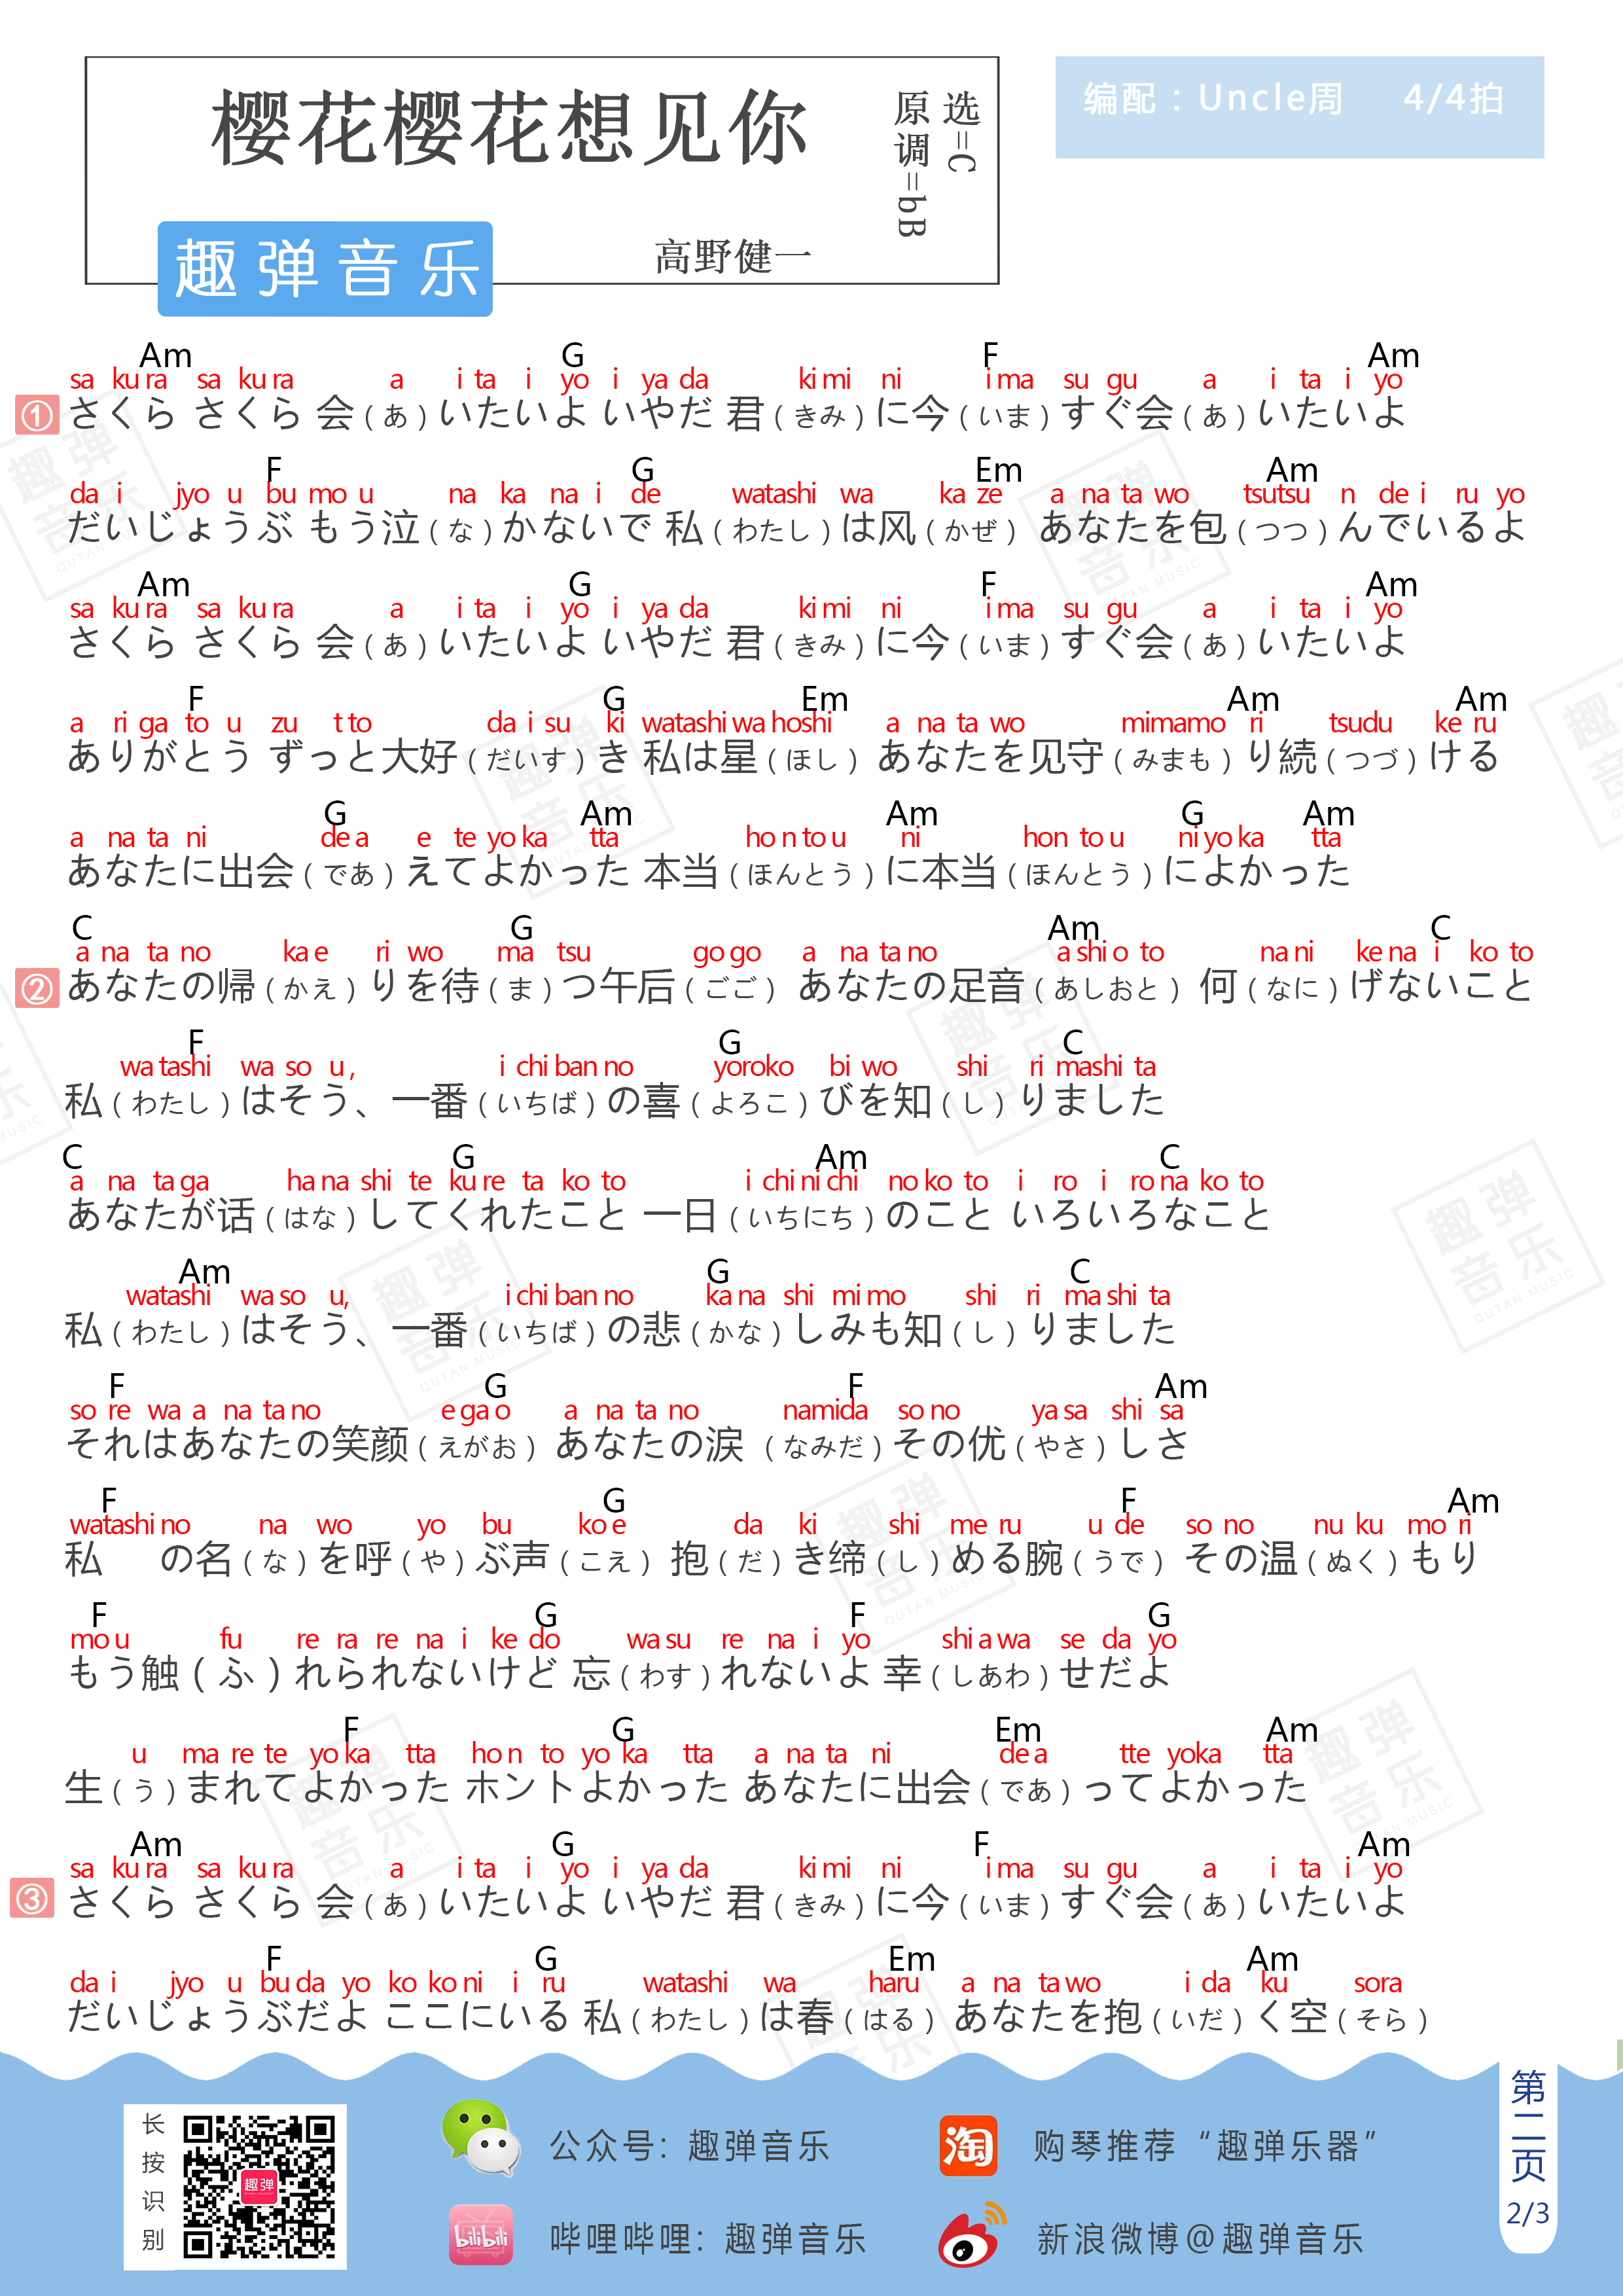 樱花樱花想见你
原调=bB
选=C
编配：Uncle周 4/4拍
趣弹音乐
高野健一
Am G F Am
sa ku ra sa ku ra a i ta i yo i ya da ki mi ni i ma su gu a i ta i yo
① さくら さくら 会（あ）いたいよ いやだ 君（きみ）に今（いま）すぐ会（あ）いたいよ
F G Em Am
da i jyo u bu mo u na ka na i de watashi wa ka ze a na ta wo tsutsu n de i ru yo
だいじょうぶ もう泣（な）かないで 私（わたし）は风（かぜ） あなたを包（つつ）んでいるよ
Am G F Am
sa ku ra sa ku ra a i ta i yo i ya da ki mi ni i ma su gu a i ta i yo
さくら さくら 会（あ）いたいよ いやだ 君（きみ）に今（いま）すぐ会（あ）いたいよ
F G Em Am Am
a ri ga to u zu t to da i su ki watashi wa hoshi a na ta wo mimamo ri tsudu ke ru
ありがとう ずっと大好（だいす）き 私は星（ほし） あなたを见守（みまも）り続（つづ）ける
G Am Am G Am
a na ta ni de a e te yo ka tta ho n to u ni hon to u ni yo ka tta
あなたに出会（であ）えてよかった 本当（ほんとう）に本当（ほんとう）によかった
C G Am C
a na ta no ka e ri wo ma tsu go go a na ta no a shi o to na ni ke na i ko to
② あなたの帰（かえ）りを待（ま）つ午后（ごご） あなたの足音（あしおと） 何（なに）げないこと
F G C
wa tashi wa so u , i chi ban no yoroko bi wo shi ri mashi ta
私（わたし）はそう、一番（いちば）の喜（よろこ）びを知（し）りました
C G Am C
a na ta ga ha na shi te ku re ta ko to i chi ni chi no ko to i ro i ro na ko to
あなたが话（はな）してくれたこと 一日（いちにち）のこと いろいろなこと
Am G C
watashi wa so u, i chi ban no ka na shi mi mo shi ri ma shi ta
私（わたし）はそう、一番（いちば）の悲（かな）しみも知（し）りました
F G F Am
so re wa a na ta no e ga o a na ta no namida so no ya sa shi sa
それはあなたの笑颜（えがお） あなたの涙（なみだ）その优（やさ）しさ
F G F Am
watashi no na wo yo bu ko e da ki shi me ru u de so no nu ku mo ri
私 の名（な）を呼（や）ぶ声（こえ） 抱（だ）き缔（し）める腕（うで） その温（ぬく）もり
F G F G
mo u fu re ra re na i ke do wa su re na i yo shi a wa se da yo
もう触（ふ）れられないけど 忘（わす）れないよ 幸（しあわ）せだよ
F G Em Am
u ma re te yo ka tta ho n to yo ka tta a na ta ni de a tte yoka tta
生（う）まれてよかった ホントよかった あなたに出会（であ）ってよかった
Am G F Am
sa ku ra sa ku ra a i ta i yo i ya da ki mi ni i ma su gu a i ta i yo
③ さくら さくら 会（あ）いたいよ いやだ 君（きみ）に今（いま）すぐ会（あ）いたいよ
F G Em Am
da i jyo u bu da yo ko ko ni i ru watashi wa haru a na ta wo i da ku sora
だいじょうぶだよ ここにいる 私（わたし）は春（はる） あなたを抱（いだ）く空（そら）
长按识别
趣弹
公众号：趣弹音乐
淘
购琴推荐“趣弹乐器”
bilibili
哔哩哔哩：趣弹音乐
新浪微博@趣弹音乐
第二页
2/3